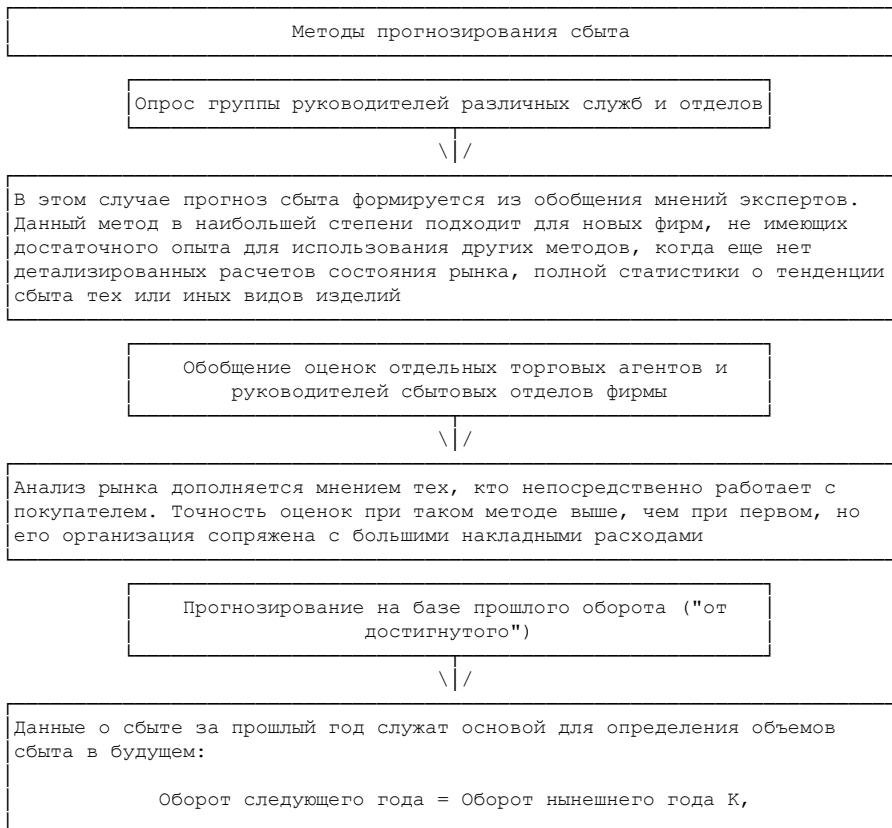 Методы прогнозирования сбыта
Опрос группы руководителей различных служб и отделов
В этом случае прогноз сбыта формируется из обобщения мнений экспертов.
Данный метод в наибольшей степени подходит для новых фирм, не имеющих
достаточного опыта для использования других методов, когда еще нет
детализированных расчетов состояния рынка, полной статистики о тенденции
сбыта тех или иных видов изделий
Обобщение оценок отдельных торговых агентов и
руководителей сбытовых отделов фирмы
Анализ рынка дополняется мнением тех, кто непосредственно работает с
покупателем. Точность оценок при таком методе выше, чем при первом, но
его организация сопряжена с большими накладными расходами
Прогнозирование на базе прошлого оборота ("от
достигнутого")
Данные о сбыте за прошлый год служат основой для определения объемов
сбыта в будущем:
Оборот следующего года = Оборот нынешнего года К,